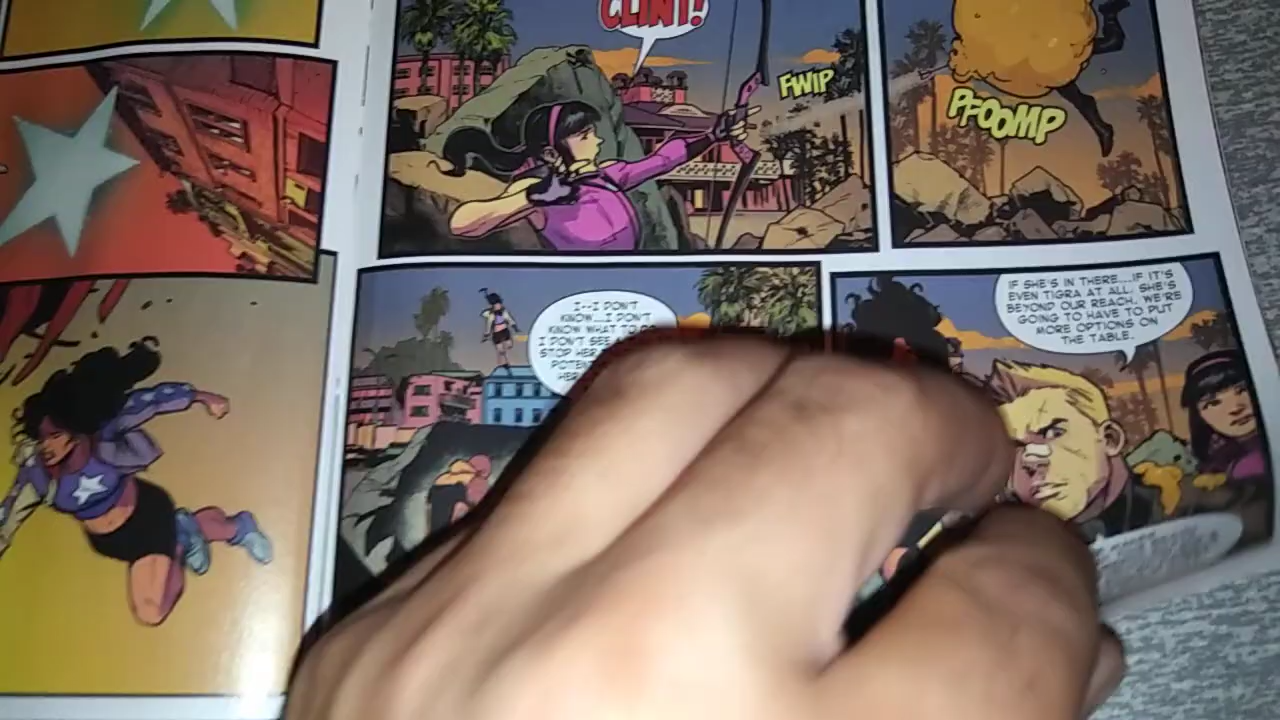 CLINT!
FWIP
PFOOMP
I--I DON'T
KNOW...I DON'T
KNOW WHAT TO
I DON'T SEE
STOP HER
IF SHE'S IN THERE...IF IT'S
EVEN TIGRA AT ALL. SHE'S
BEYOND OUR REACH. WE'RE
GOING TO HAVE TO PUT
MORE OPTIONS ON
THE TABLE.